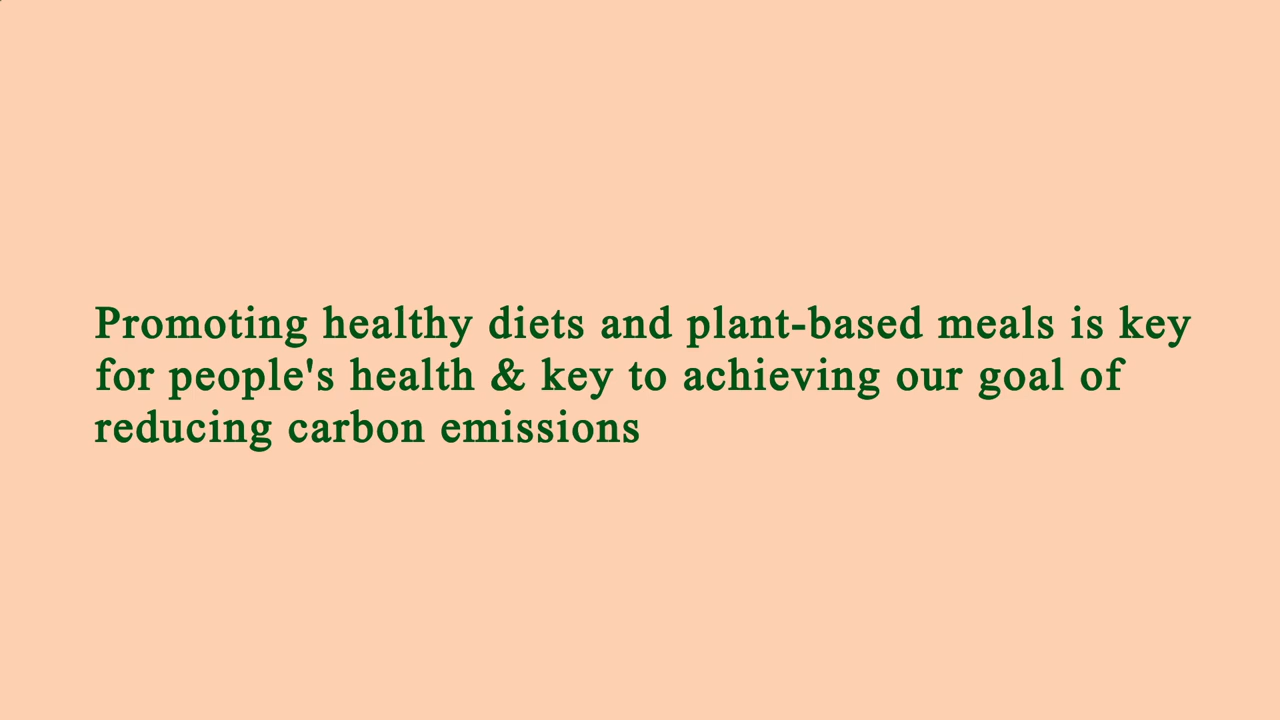 Promoting healthy diets and plant-based meals is key
for people's health & key to achieving our goal of
reducing carbon emissions